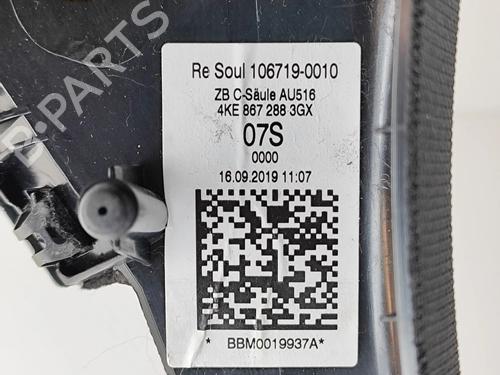 Re Soul 106719-0010
ZB C-Säule AU516
4KE 867 288 3GX
07S
0000
16.09.2019 11:07
* BBM0019937A*
B-PARTS